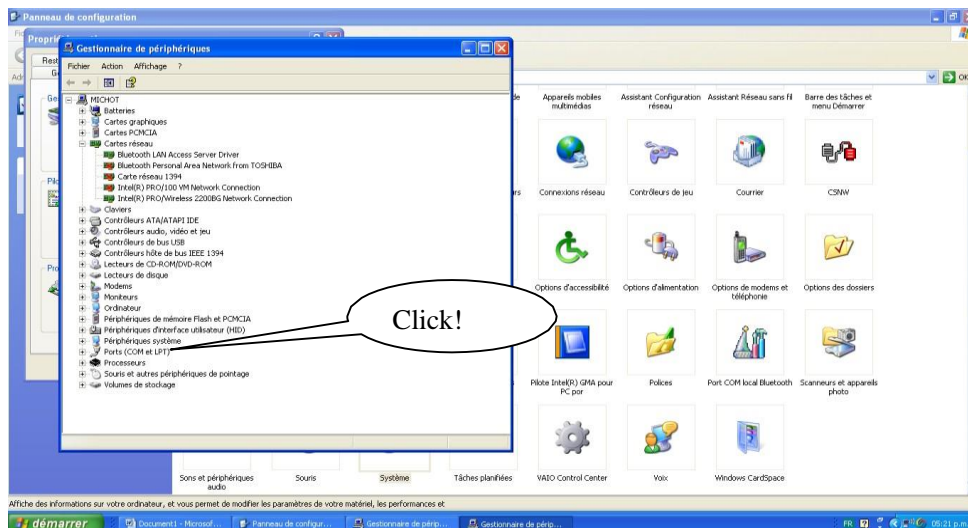 Panneau de configuration
Gestionnaire de périphériques
Fichier Action Affichage ?
OK
MICHOT
Batteries
Cartes graphiques
Cartes PCMCIA
Cartes réseau
Bluetooth LAN Access Server Driver
Bluetooth Personal Area Network from TOSHIBA
Carte réseau 1394
Intel(R) PRO/100 VM Network Connection
Intel(R) PRO/Wireless 2200BG Network Connection
Claviers
Contrôleurs ATA/ATAPI IDE
Contrôleurs audio, vidéo et jeu
Contrôleurs de bus USB
Contrôleurs hôte de bus IEEE 1394
Lecteurs de CD-ROM/DVD-ROM
Lecteurs de disque
Modems
Moniteurs
Ordinateur
Périphériques de mémoire Flash et PCMCIA
Périphériques d'interface utilisateur (HID)
Périphériques système
Ports (COM et LPT)
Processeurs
Souris et autres périphériques de pointage
Volumes de stockage
Click!
Appareils mobiles
multimédias
Assistant Configuration
réseau
Assistant Réseau sans fil
Barre des tâches et
menu Démarrer
Connexions réseau
Contrôleurs de jeu
Courrier
CSNW
Options d'accessibilité
Options d'alimentation
Options de modems et
téléphonie
Options des dossiers
Pilote Intel(R) GMA pour
PC por
Polices
Port COM local Bluetooth
Scanneurs et appareils
photo
Sons et périphériques
audio
Souris
Système
Tâches planifiées
VAIO Control Center
Voix
Windows CardSpace
Affiche des informations sur votre ordinateur, et vous permet de modifier les paramètres de votre matériel, les performances et
démarrer
Document1 - Microsof...
Panneau de configur...
Gestionnaire de périp...
Gestionnaire de périp...
FR
05:21 p.m.